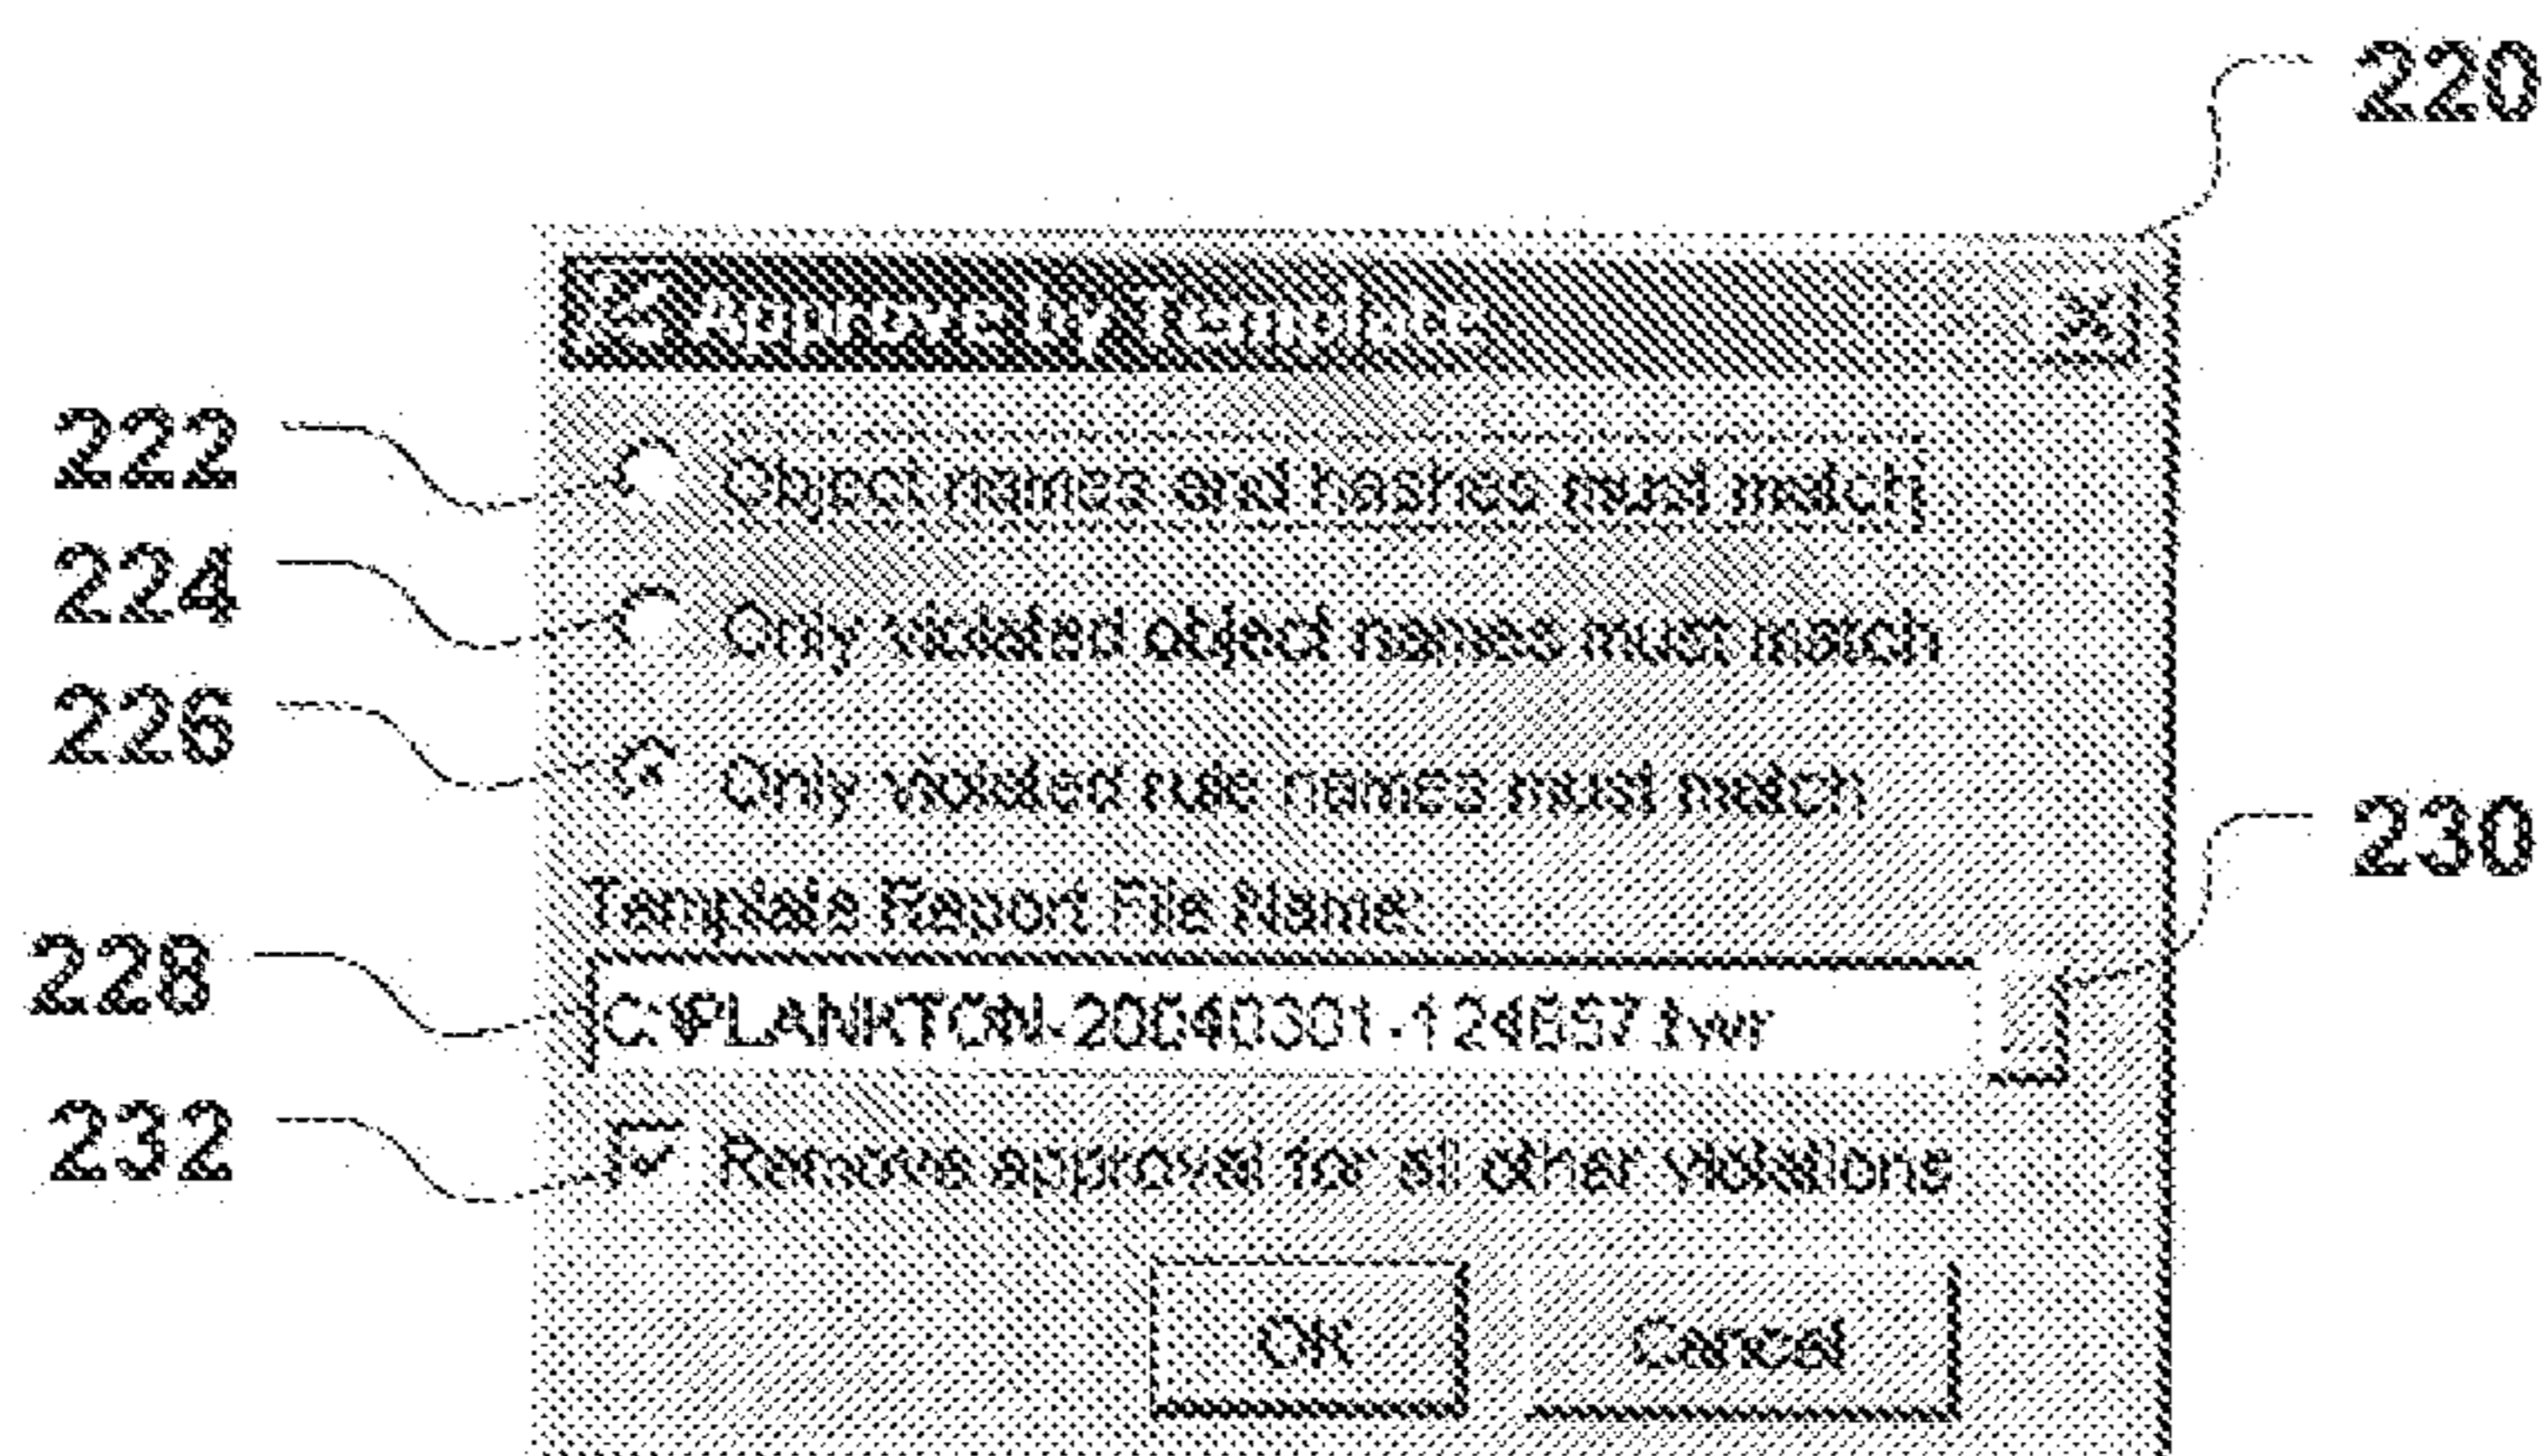 220
Approve by Template
222
Object names and hashes must match
224
Only violated object names must match
226
Only violated rule names must match
230
Template Report File Name:
228
C:\PLANKTON-20040301-124657.twr
232
Remove approval for all other violations
OK
Cancel